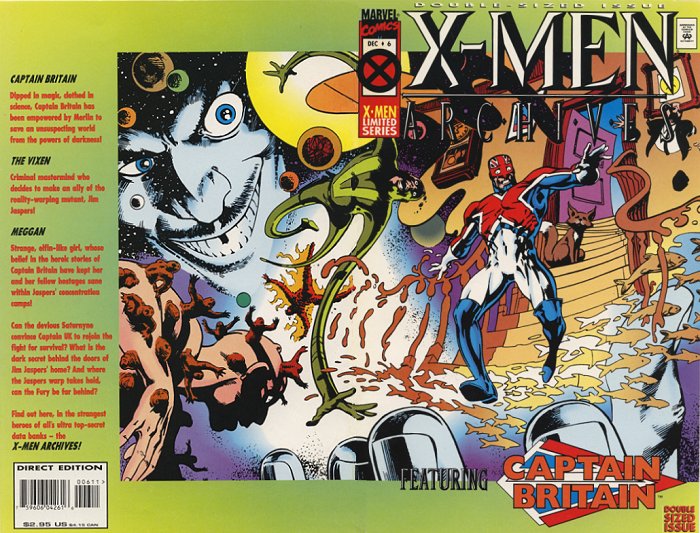 CAPTAIN BRITAIN
Dipped in magic, clothed in
science, Captain Britain has
been empowered by Merlin to
save an unsuspecting world
from the powers of darkness!
THE VIXEN
Criminal mastermind who
decides to make an ally of the
reality-warping mutant, Jim
Jaspers!
MEGGAN
Strange, elfin-like girl, whose
belief in the heroic stories of
Captain Britain have kept her
and her fellow hostages sane
within Jaspers' concentration
camps!
Can the devious Saturnyne
convince Captain UK to rejoin the
fight for survival? What is the
dark secret behind the doors of
Jim Jaspers' home? And where
the Jaspers warp takes hold,
can the Fury be far behind?
Find out here, in the strangest
heroes of all's ultra top-secret
data banks – the
X-MEN ARCHIVES!
DIRECT EDITION
00611
59606 04261
$2.95 US $4.15 CAN
MARVEL
COMICS
DEC • 6
X-MEN
LIMITED
SERIES
DOUBLE-SIZED ISSUE
X-MEN
ARCHIVES
FEATURING
CAPTAIN
BRITAIN™
DOUBLE
SIZED
ISSUE